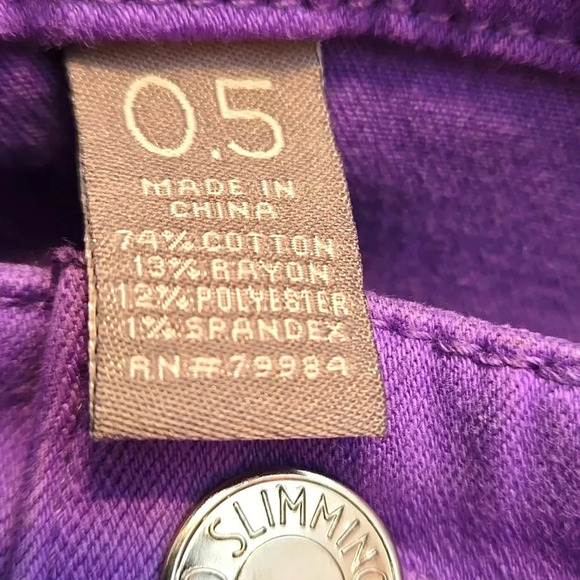 0.5
MADE IN
CHINA
74% COTTON
13% RAYON
12% POLYESTER
1% SPANDEX
RN#79984
SLIMMING